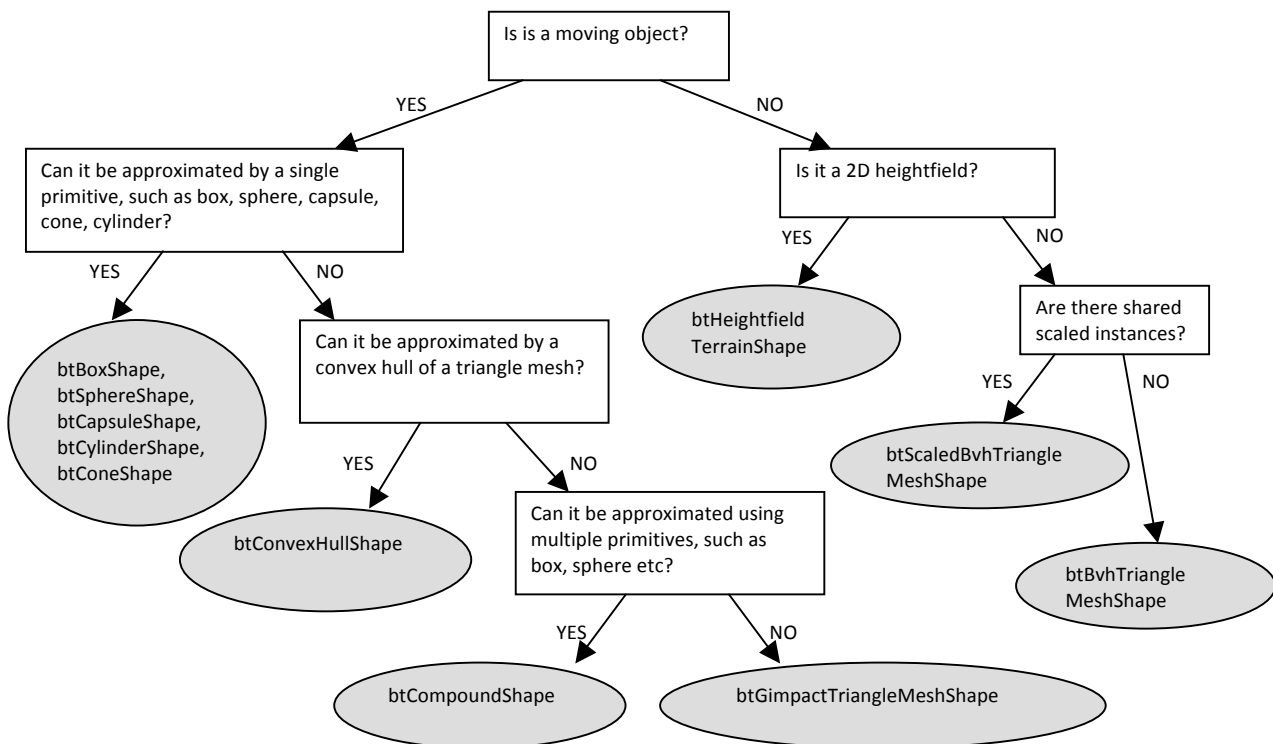 Is is a moving object?
YES
NO
Can it be approximated by a single
primitive, such as box, sphere, capsule,
cone, cylinder?
Is it a 2D heightfield?
YES
NO
YES
NO
btBoxShape,
btSphereShape,
btCapsuleShape,
btCylinderShape,
btConeShape
Can it be approximated by a
convex hull of a triangle mesh?
btHeightfield
TerrainShape
Are there shared
scaled instances?
YES
NO
YES
NO
btConvexHullShape
Can it be approximated using
multiple primitives, such as
box, sphere etc?
btScaledBvhTriangle
MeshShape
btBvhTriangle
MeshShape
YES
NO
btCompoundShape
btGimpactTriangleMeshShape